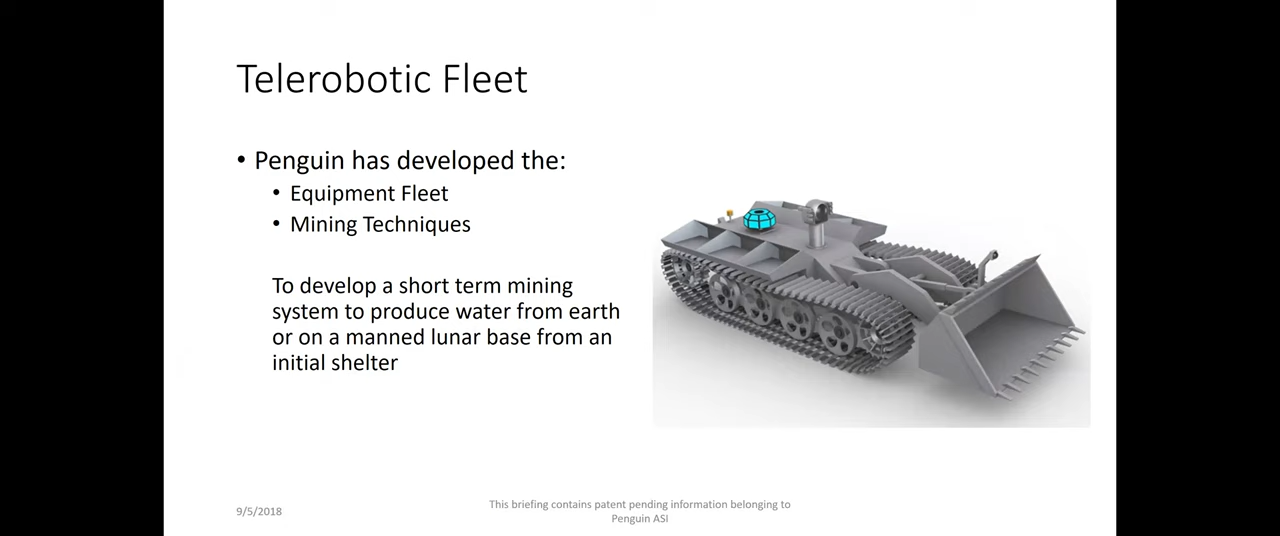 Telerobotic Fleet
• Penguin has developed the:
• Equipment Fleet
• Mining Techniques
To develop a short term mining
system to produce water from earth
or on a manned lunar base from an
initial shelter
9/5/2018
This briefing contains patent pending information belonging to
Penguin ASI